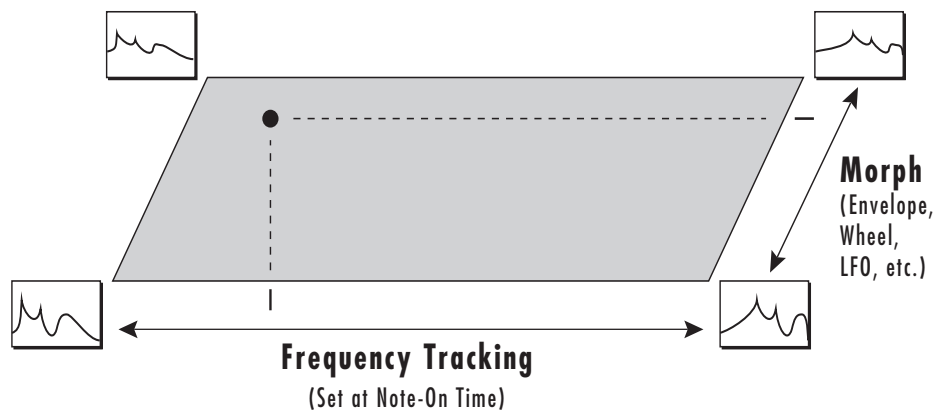 Morph
(Envelope,
Wheel,
LFO, etc.)
Frequency Tracking
(Set at Note-On Time)